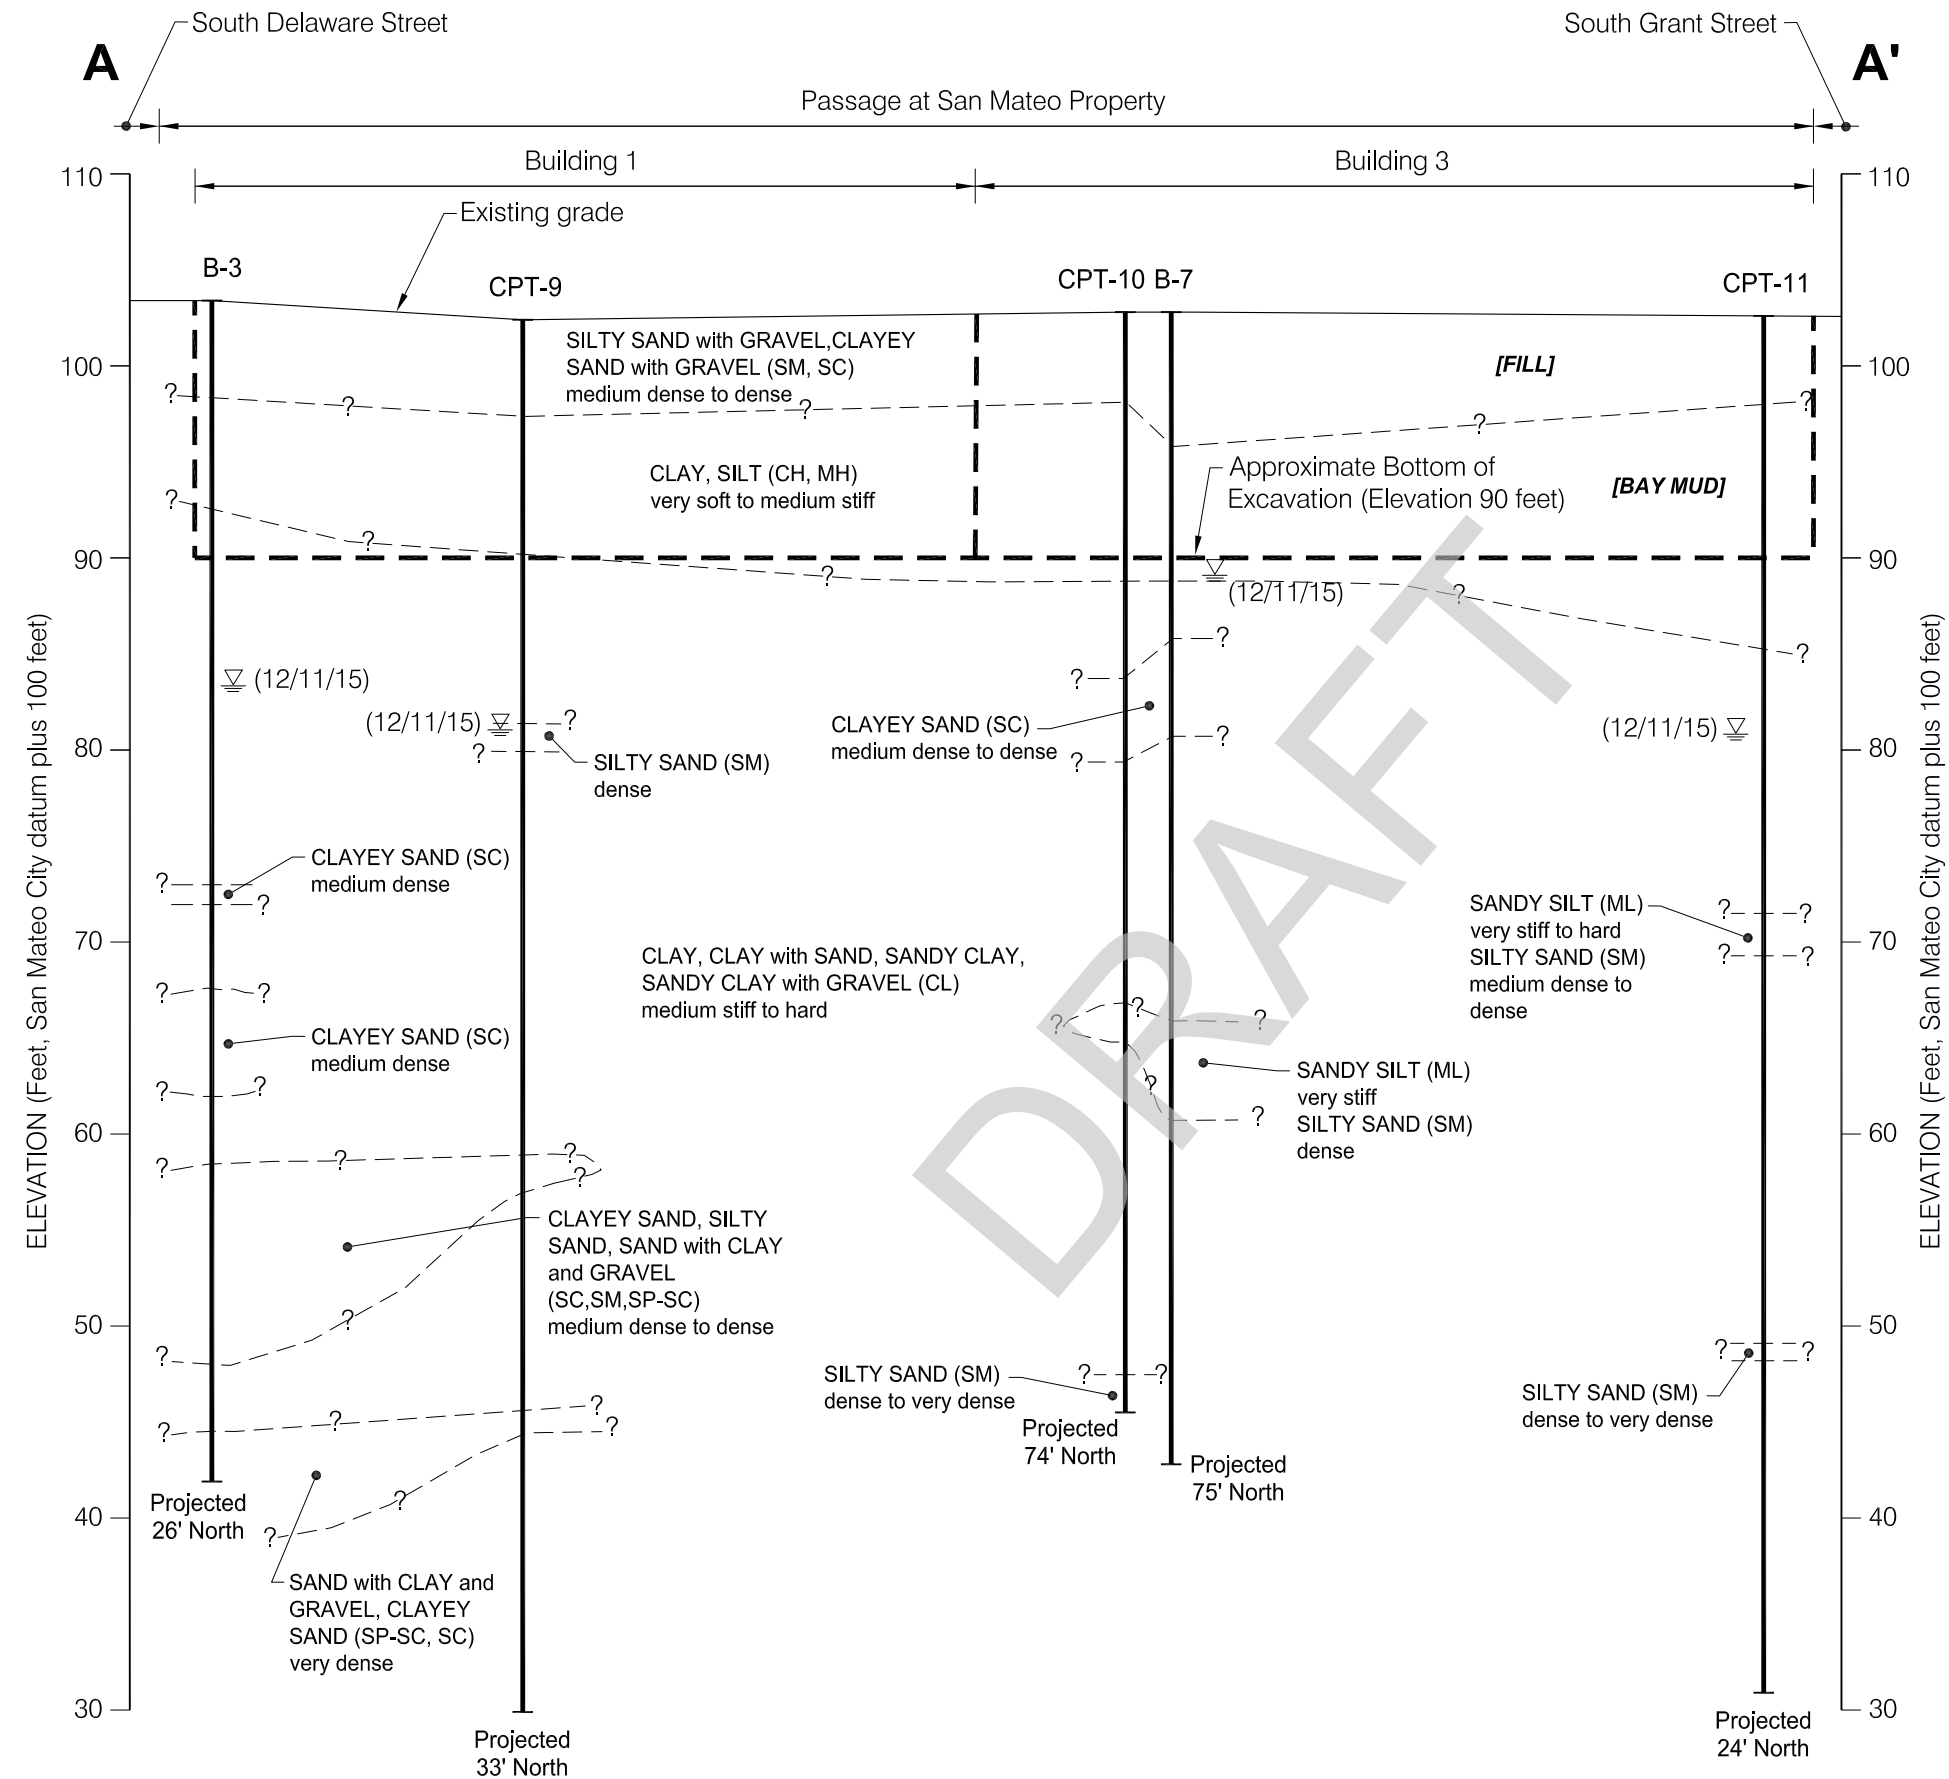 South Delaware Street
South Grant Street
A
A'
Passage at San Mateo Property
Building 1
Building 3
110
110
Existing grade
B-3
CPT-9
CPT-10 B-7
CPT-11
SILTY SAND with GRAVEL,CLAYEY
SAND with GRAVEL (SM, SC)
medium dense to dense
[FILL]
100
100
?
?
?
?
?
CLAY, SILT (CH, MH)
very soft to medium stiff
Approximate Bottom of
Excavation (Elevation 90 feet)
[BAY MUD]
?
?
90
90
?
(12/11/15)
?
?
?
(12/11/15)
?
(12/11/15)
?
CLAYEY SAND (SC)
medium dense to dense
(12/11/15)
?
?
?
80
80
SILTY SAND (SM)
dense
ELEVATION (Feet, San Mateo City datum plus 100 feet)
ELEVATION (Feet, San Mateo City datum plus 100 feet)
CLAYEY SAND (SC)
medium dense
?
?
SANDY SILT (ML)
very stiff to hard
SILTY SAND (SM)
medium dense to
dense
?
?
?
?
70
70
CLAY, CLAY with SAND, SANDY CLAY,
SANDY CLAY with GRAVEL (CL)
medium stiff to hard
DRAFT
?
?
?
?
?
CLAYEY SAND (SC)
medium dense
SANDY SILT (ML)
very stiff
SILTY SAND (SM)
dense
?
?
?
?
60
60
?
?
?
?
CLAYEY SAND, SILTY
SAND, SAND with CLAY
and GRAVEL
(SC,SM,SP-SC)
medium dense to dense
50
50
?
?
?
?
SILTY SAND (SM)
dense to very dense
?
?
SILTY SAND (SM)
dense to very dense
?
?
?
?
?
Projected
74' North
Projected
75' North
Projected
26' North
?
?
40
40
SAND with CLAY and
GRAVEL, CLAYEY
SAND (SP-SC, SC)
very dense
30
30
Projected
33' North
Projected
24' North